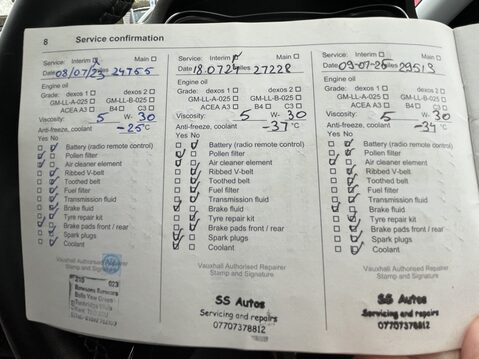 8 Service confirmation
Service: Interim Main
Date 08/07/23 24755
Engine oil
Grade: dexos 1 dexos 2
GM-LL-A-025 GM-LL-B-025
ACEA A3 B4 C3
Viscosity: 5 W- 30
Anti-freeze, coolant -25 °C
Yes No
Battery (radio remote control)
Pollen filter
Air cleaner element
Ribbed V-belt
Toothed belt
Fuel filter
Transmission fluid
Brake fluid
Tyre repair kit
Brake pads front / rear
Spark plugs
Coolant
Vauxhall Authorised Repairer
Stamp and Signature
Service: Interim Main
Date 18.0724 Miles 27228
Engine oil
Grade: dexos 1 dexos 2
GM-LL-A-025 GM-LL-B-025
ACEA A3 B4 C3
Viscosity: 5 W- 30
Anti-freeze, coolant -37 °C
Yes No
Battery (radio remote control)
Pollen filter
Air cleaner element
Ribbed V-belt
Toothed belt
Fuel filter
Transmission fluid
Brake fluid
Tyre repair kit
Brake pads front / rear
Spark plugs
Coolant
Vauxhall Authorised Repairer
Stamp and Signature
SS Autos
Servicing and repairs
07707378812
Service: Interim Main
Engine oil
Grade: dexos 1 dexos 2
GM-LL-A-025 GM-LL-B-025
ACEA A3 B4 C3
Viscosity: 5 W- 30
Anti-freeze, coolant -34 °C
Yes No
Battery (radio remote control)
Pollen filter
Air cleaner element
Ribbed V-belt
Toothed belt
Fuel filter
Transmission fluid
Brake fluid
Tyre repair kit
Brake pads front / rear
Spark plugs
Coolant
Vauxhall Authorised Repairer
Stamp and Signature
SS Autos
Servicing and repairs
07707378812